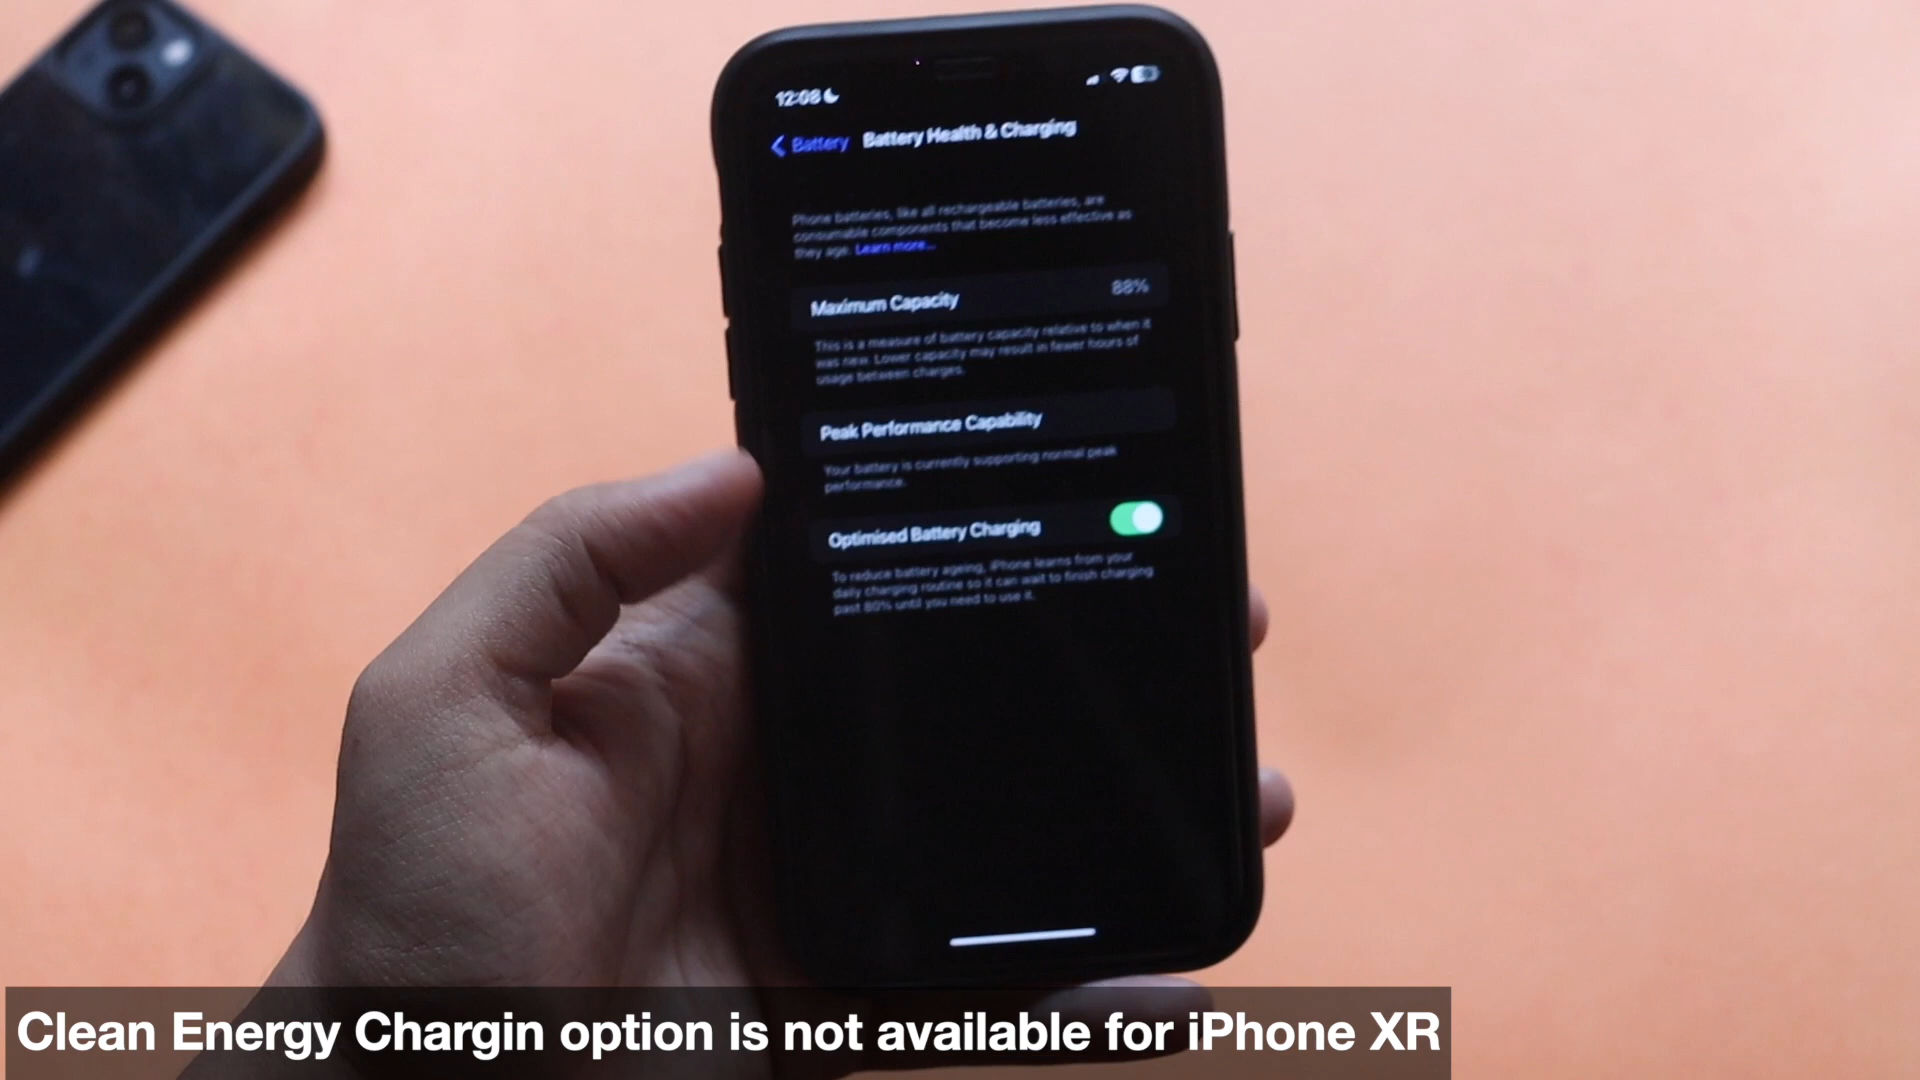 12:08
Battery Battery Health & Charging
Phone batteries, like all rechargeable batteries, are
consumable components that become less effective as
they age. Learn more...
Maximum Capacity 88%
This is a measure of battery capacity relative to when it
was new. Lower capacity may result in fewer hours of
usage between charges.
Peak Performance Capability
Your battery is currently supporting normal peak
performance.
Optimised Battery Charging
To reduce battery ageing, iPhone learns from your
daily charging routine so it can wait to finish charging
past 80% until you need to use it.
Clean Energy Chargin option is not available for iPhone XR